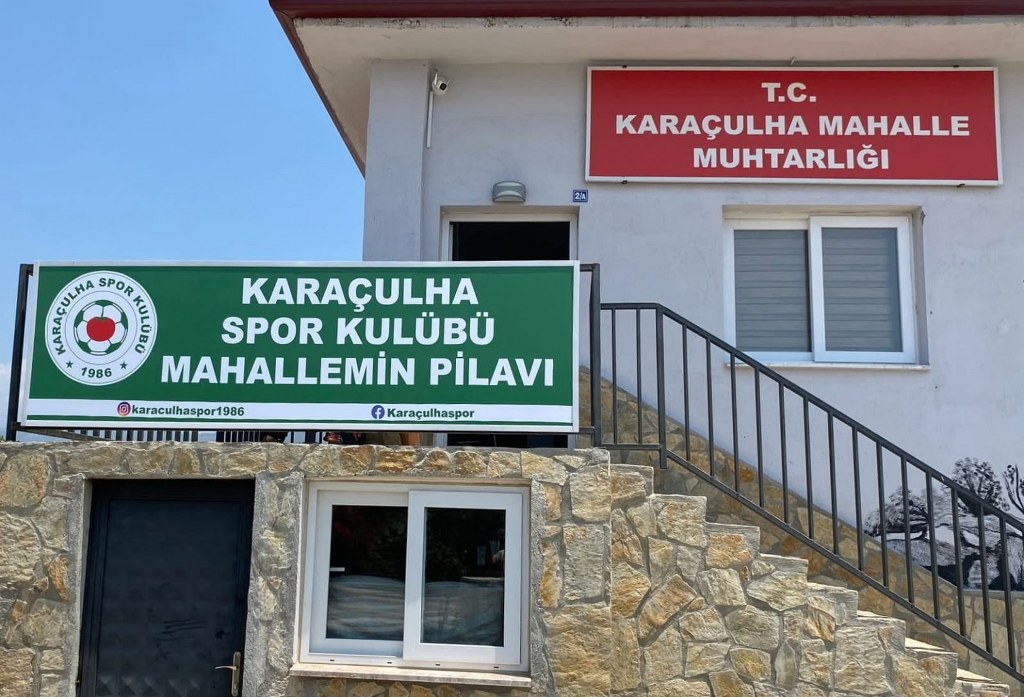 T.C.
KARAÇULHA MAHALLE
MUHTARLIĞI
2/A
KARAÇULHA SPOR KULÜBÜ
1986
KARAÇULHA
SPOR KULÜBÜ
MAHALLEMİN PİLAVI
karaculhaspor1986
Karaçulhaspor